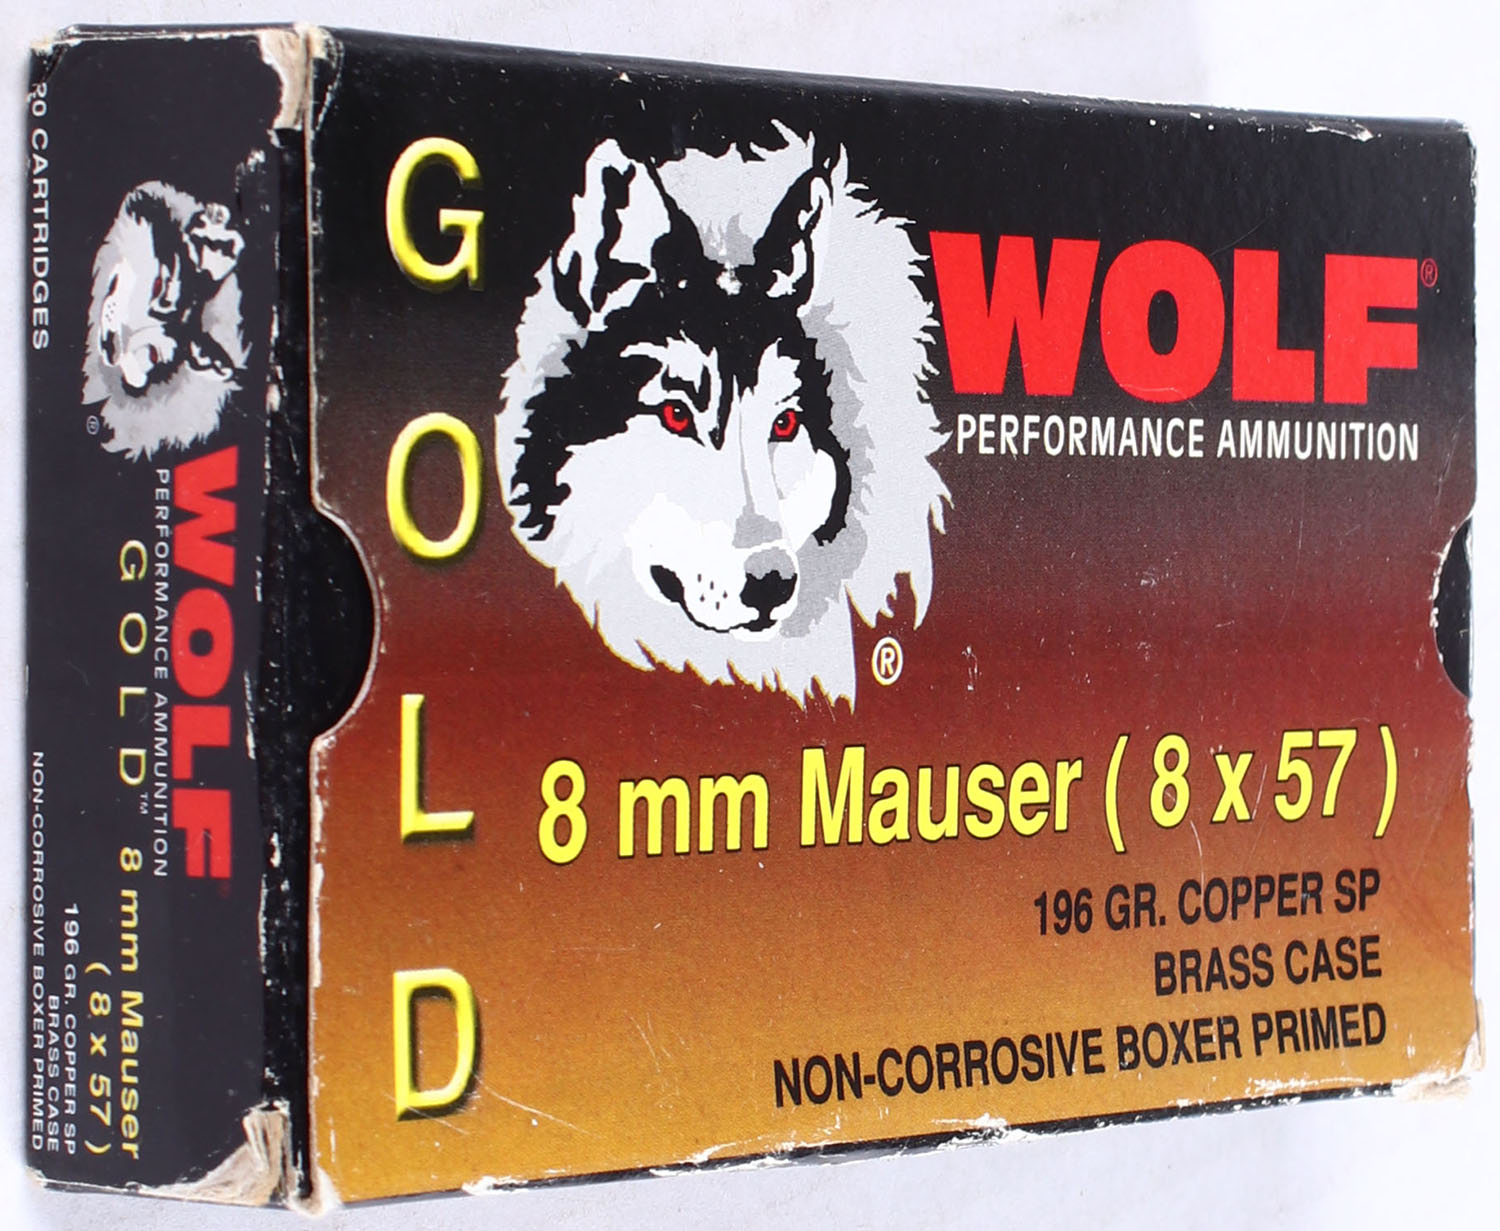 GOLD
WOLF®
PERFORMANCE AMMUNITION
®
8 mm Mauser ( 8 x 57 )
196 GR. COPPER SP
BRASS CASE
NON-CORROSIVE BOXER PRIMED
®
WOLF
PERFORMANCE AMMUNITION
GOLD™ 8 mm Mauser
( 8 x 57 )
196 GR. COPPER SP
BRASS CASE
20 CARTRIDGES
NON-CORROSIVE BOXER PRIMED